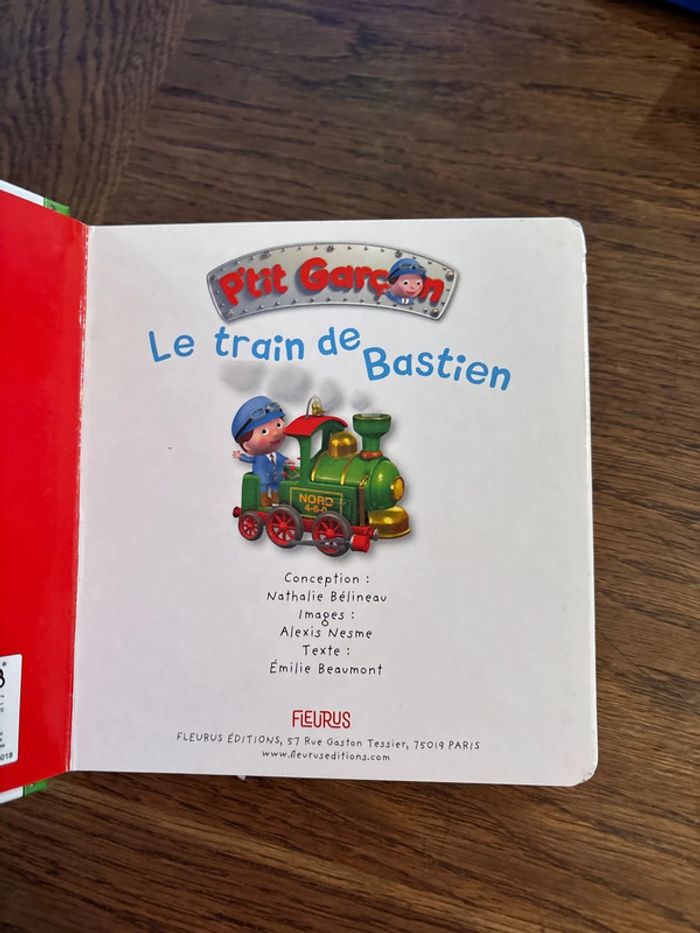 P'tit Garçon
Le train de Bastien
NORD
4-6-0
Conception :
Nathalie Bélineau
Images :
Alexis Nesme
Texte :
Émilie Beaumont
FLEURUS
FLEURUS ÉDITIONS, 57 Rue Gaston Tessier, 75019 PARIS
www.fleuruseditions.com